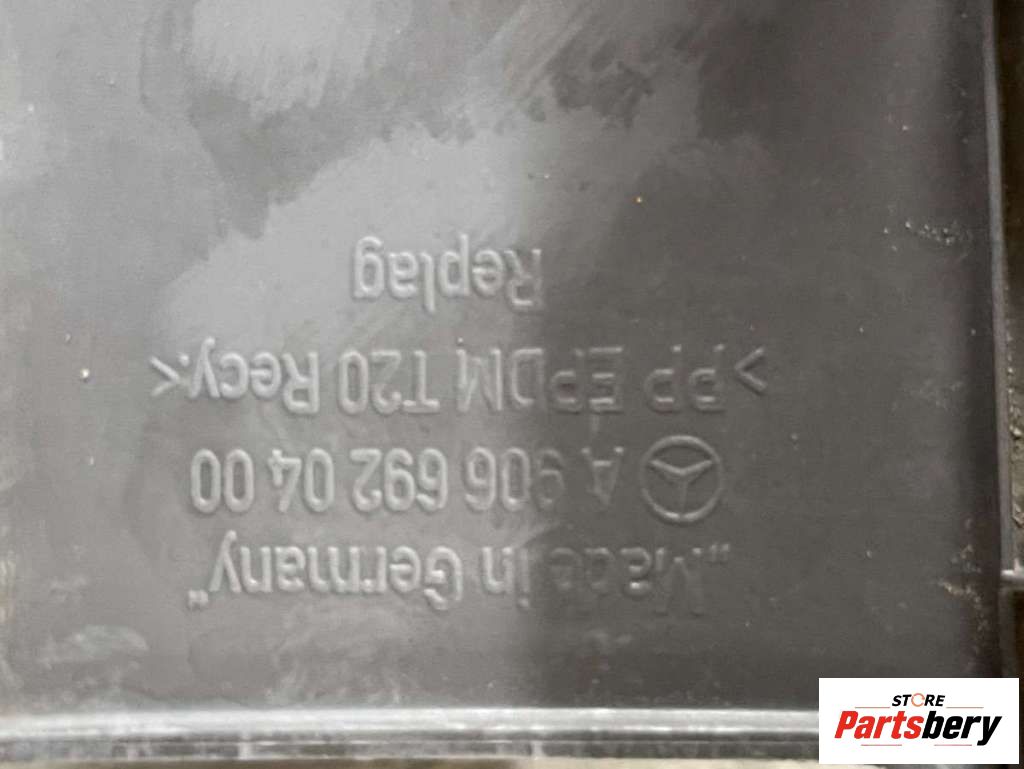 „Made in Germany“
A 906 692 04 00
>PP EPDM T20 Recy.<
Replag
STORE
Partsbery